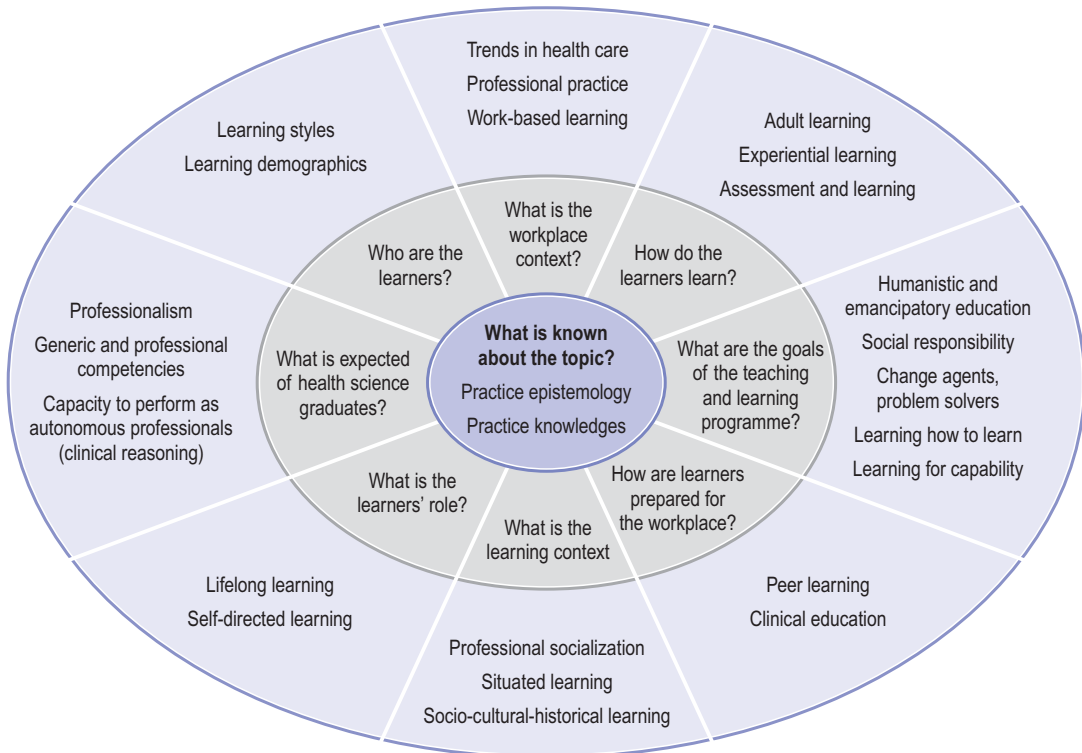 Trends in health care
Professional practice
Work-based learning
Adult learning
Experiential learning
Assessment and learning
Humanistic and
emancipatory education
Social responsibility
Change agents,
problem solvers
Learning how to learn
Learning for capability
Peer learning
Clinical education
Professional socialization
Situated learning
Socio-cultural-historical learning
Lifelong learning
Self-directed learning
Professionalism
Generic and professional
competencies
Capacity to perform as
autonomous professionals
(clinical reasoning)
Learning styles
Learning demographics
What is the
workplace
context?
How do the
learners learn?
What are the goals
of the teaching
and learning
programme?
How are learners
prepared for
the workplace?
What is the
learning context
What is the
learners' role?
What is expected
of health science
graduates?
Who are the
learners?
What is known
about the topic?
Practice epistemology
Practice knowledges